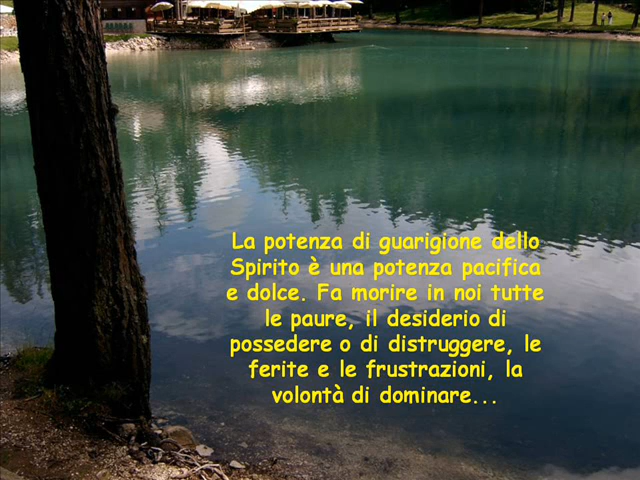 La potenza di guarigione dello
Spirito è una potenza pacifica
e dolce. Fa morire in noi tutte
le paure, il desiderio di
possedere o di distruggere, le
ferite e le frustrazioni, la
volontà di dominare...